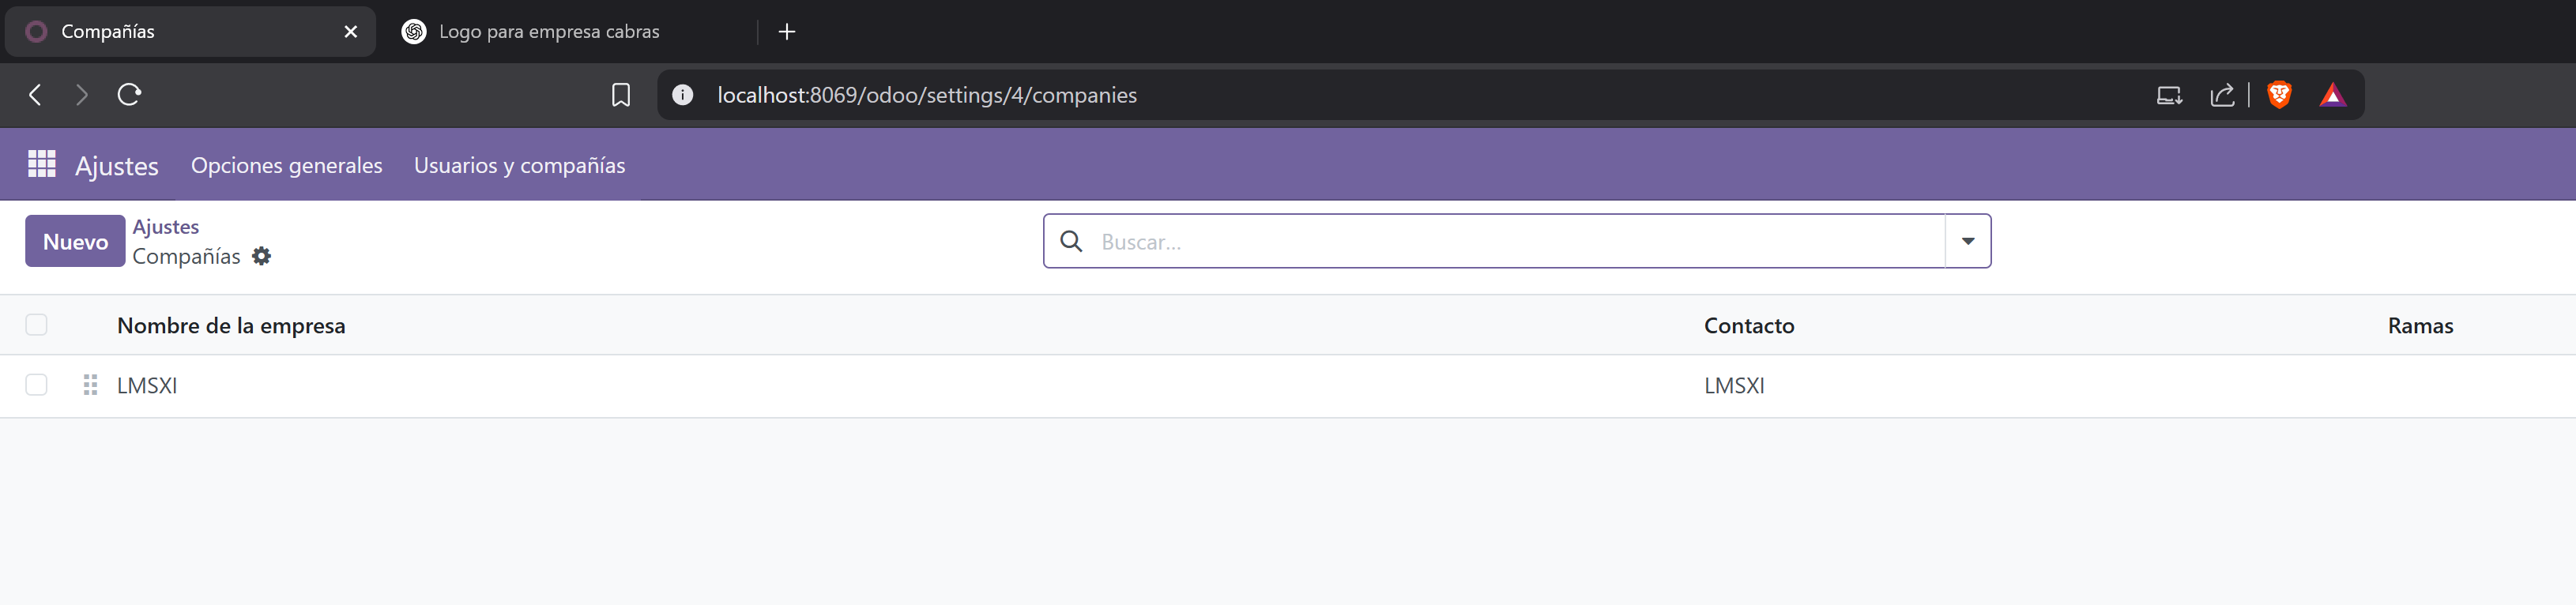 Compañías
Logo para empresa cabras
localhost:8069/odoo/settings/4/companies
Ajustes Opciones generales Usuarios y compañías
Nuevo
Ajustes
Compañías
Buscar...
Nombre de la empresa Contacto Ramas
LMSXI LMSXI